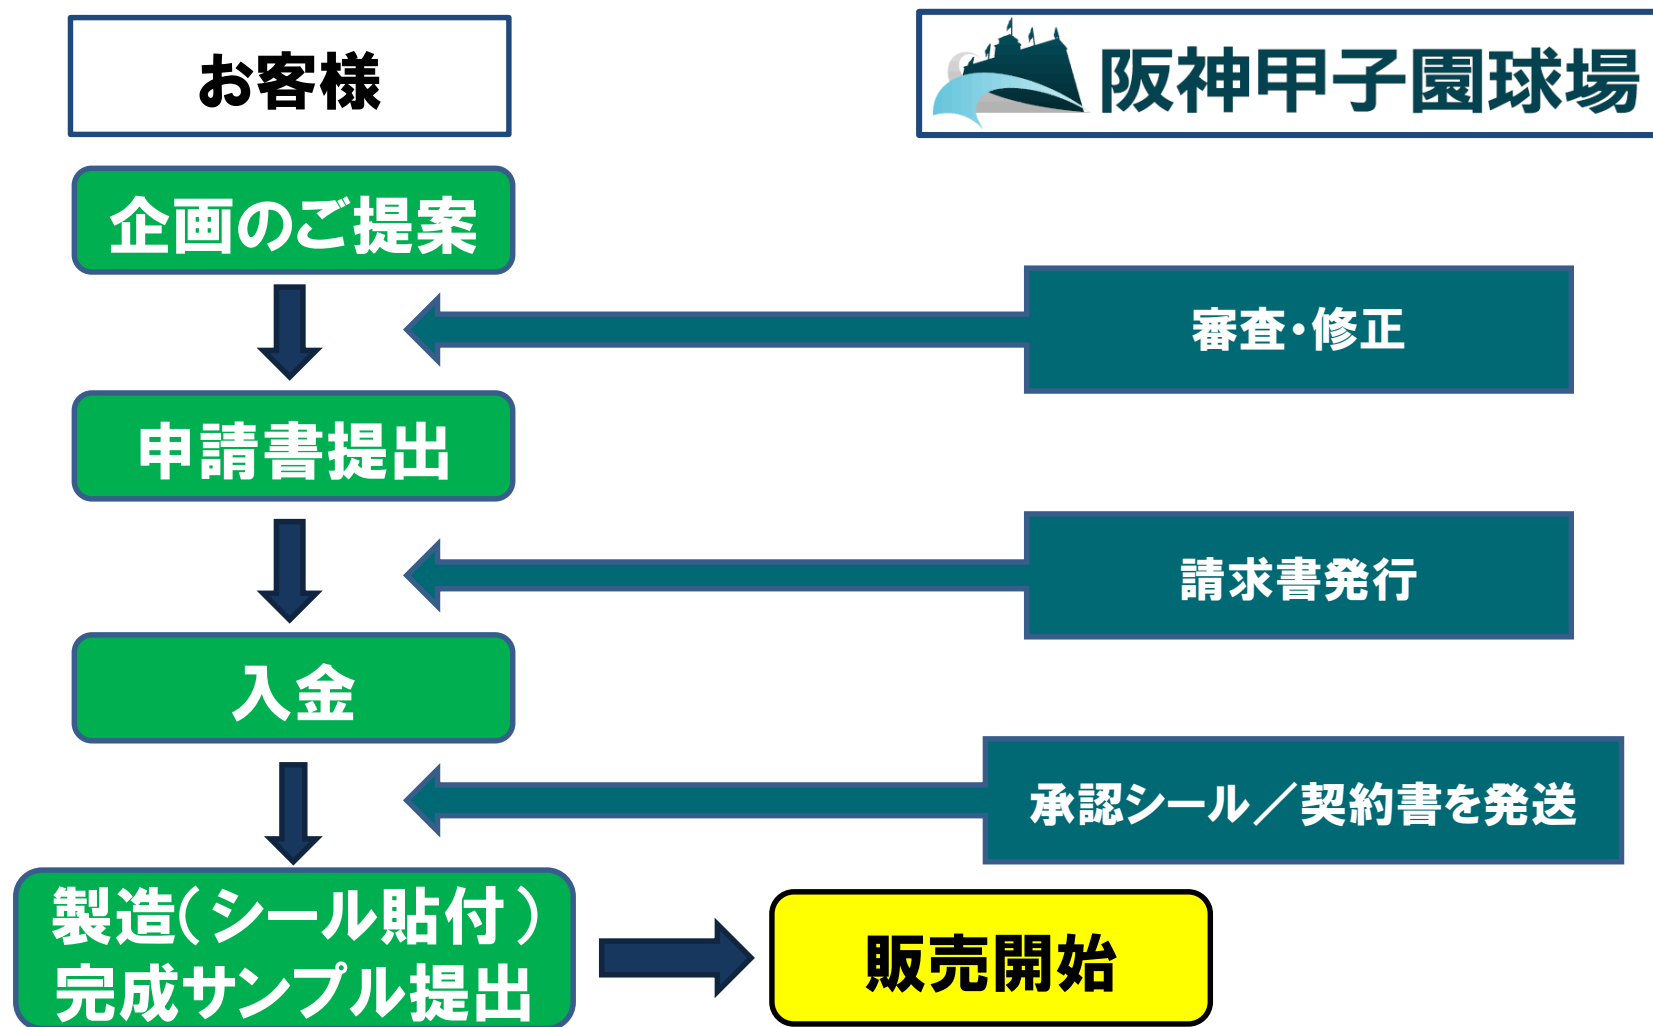 お客様
阪神甲子園球場
企画のご提案
審査・修正
申請書提出
請求書発行
入金
承認シール／契約書を発送
製造（シール貼付）
完成サンプル提出
販売開始